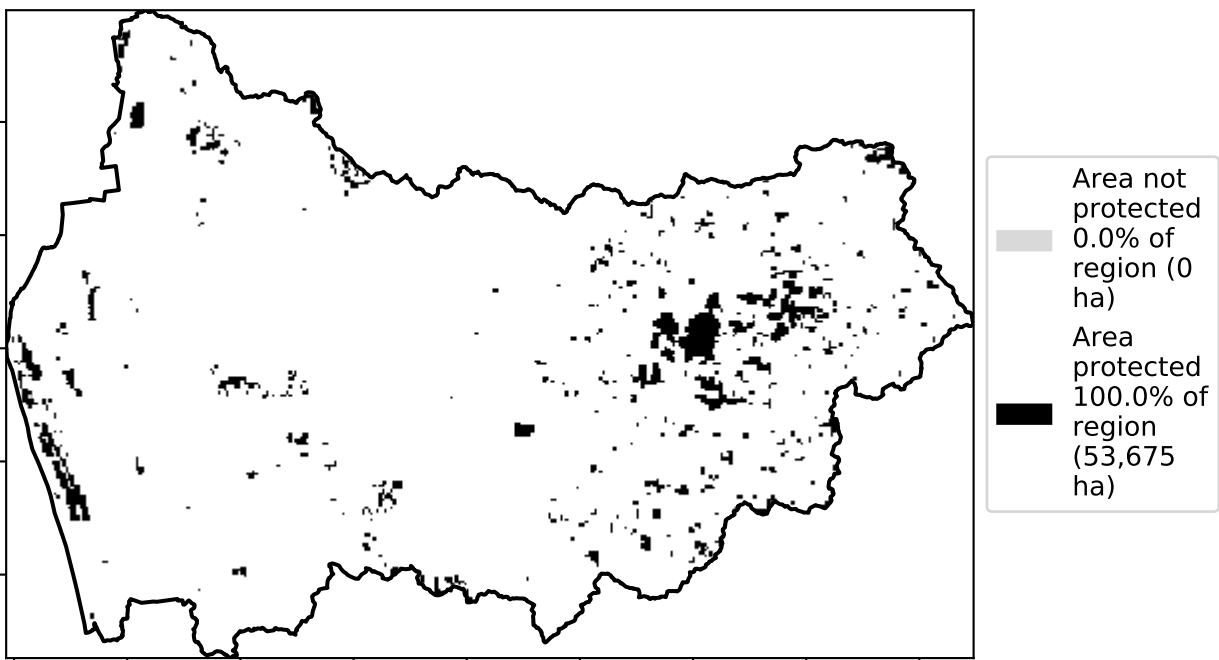 Area not
protected
0.0% of
region (0
ha)
Area
protected
100.0% of
region
(53,675
ha)